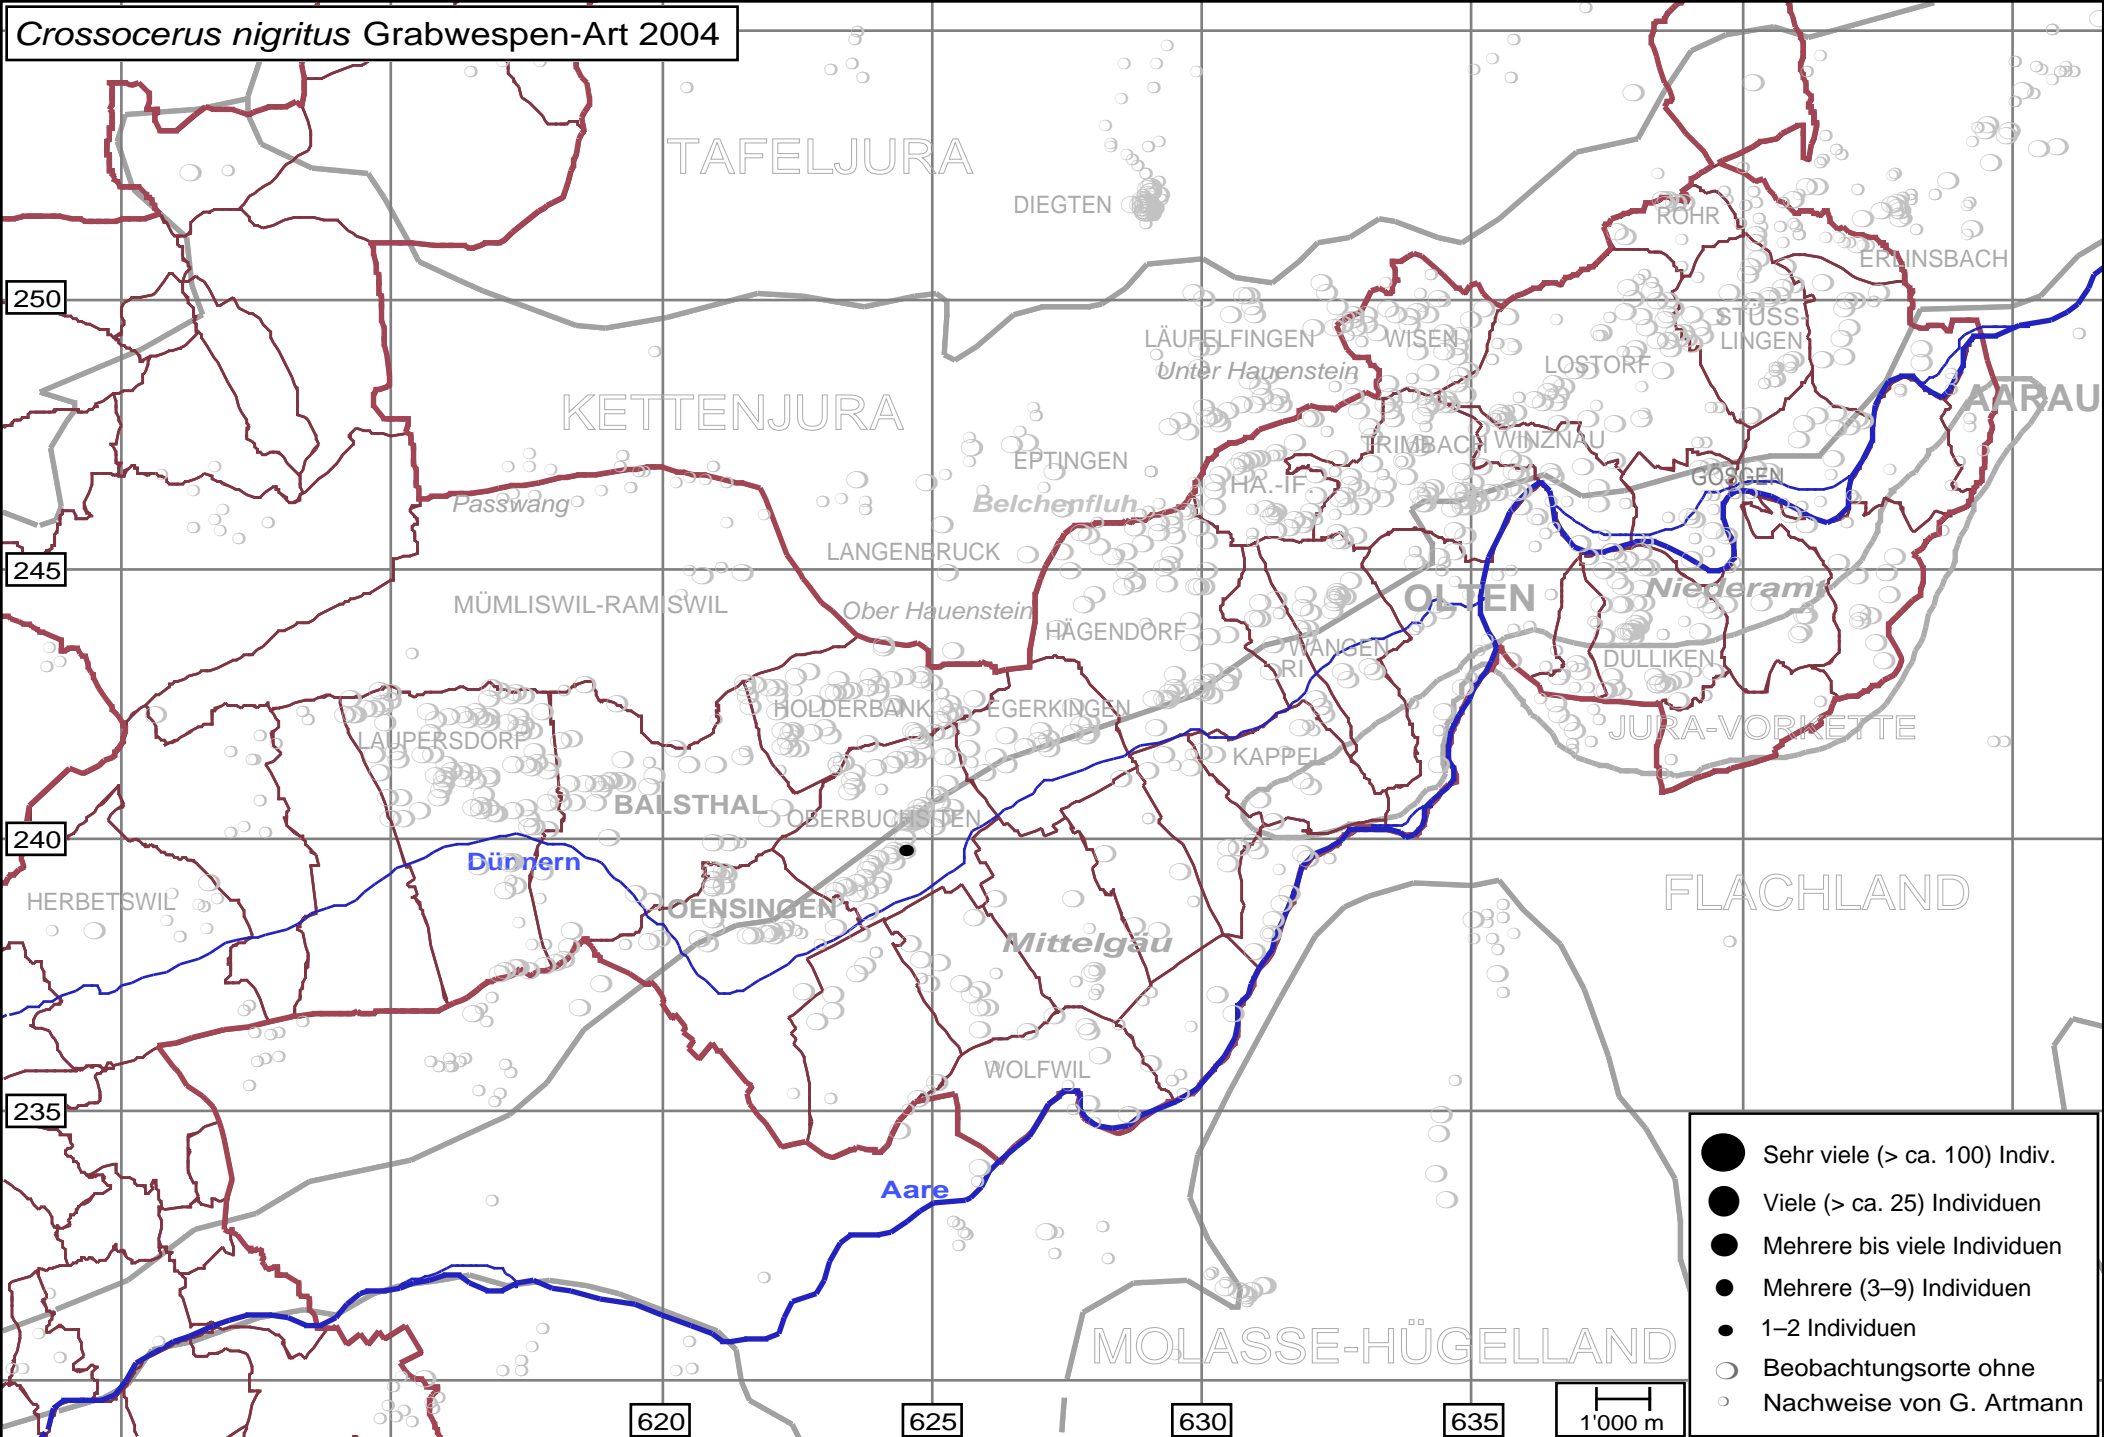 Crossocerus nigritus Grabwespen-Art 2004
TAFELJURA
DIEGTEN
ROHR
ERLINSBACH
250
STÜSS-
LINGEN
LÄUFELFINGEN
WISEN
Unter Hauenstein
LOSTORF
KETTENJURA
AARAU
TRIMBACH
WINZNAU
EPTINGEN
GÖSGEN
HA.-IF.
Passwang
Belchenfluh
LANGENBRUCK
245
Niederamt
MÜMLISWIL-RAMISWIL
OLTEN
Ober Hauenstein
HÄGENDORF
WANGEN
RI
DULLIKEN
HOLDERBANK
EGERKINGEN
JURA-VORKETTE
LAUPERSDORF
KAPPEL
BALSTHAL
OBERBUCHSITEN
240
Dünnern
HERBETSWIL
OENSINGEN
FLACHLAND
Mittelgäu
WOLFWIL
235
Aare
MOLASSE-HÜGELLAND
Sehr viele (> ca. 100) Indiv.
Viele (> ca. 25) Individuen
Mehrere bis viele Individuen
Mehrere (3–9) Individuen
1–2 Individuen
Beobachtungsorte ohne
Nachweise von G. Artmann
620
625
630
635
1'000 m